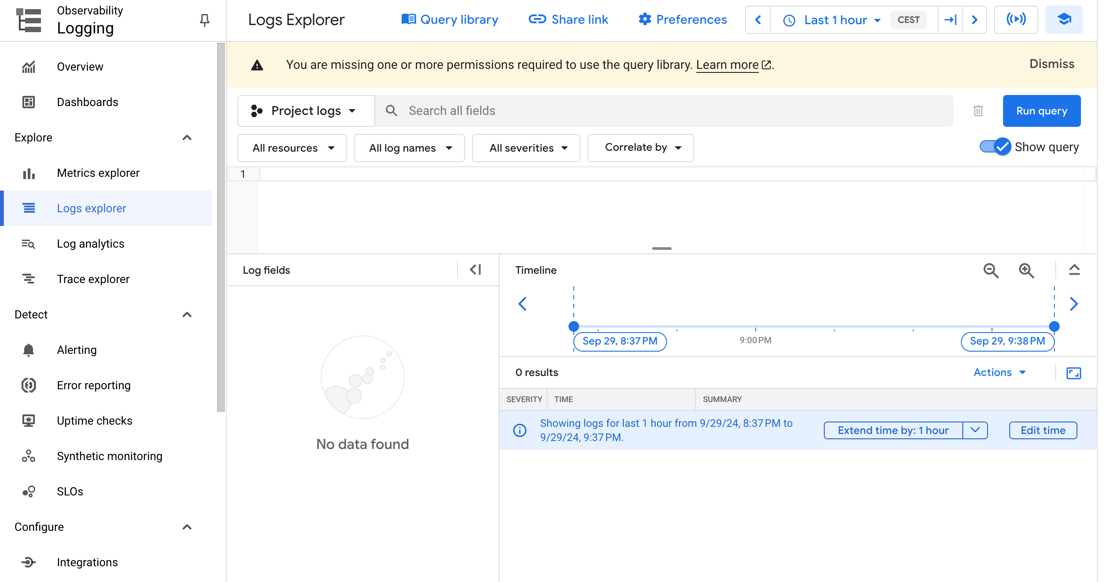 Observability
Logging
Overview
Dashboards
Explore
Metrics explorer
Logs explorer
Log analytics
Trace explorer
Detect
Alerting
Error reporting
Uptime checks
Synthetic monitoring
SLOs
Configure
Integrations
Logs Explorer
Query library
Share link
Preferences
Last 1 hour CEST
You are missing one or more permissions required to use the query library. Learn more.
Dismiss
Project logs
Search all fields
Run query
All resources
All log names
All severities
Correlate by
Show query
1
Log fields
No data found
Timeline
Sep 29, 8:37 PM
9:00 PM
Sep 29, 9:38 PM
0 results
Actions
SEVERITY TIME SUMMARY
Showing logs for last 1 hour from 9/29/24, 8:37 PM to
9/29/24, 9:37 PM.
Extend time by: 1 hour
Edit time